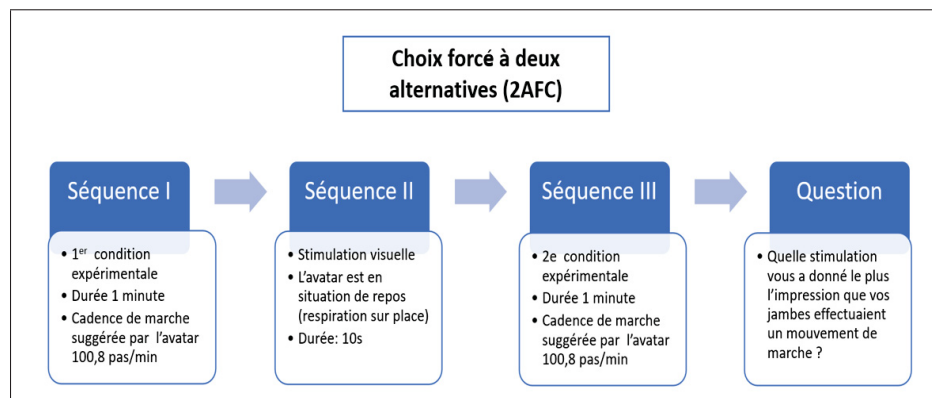 Choix forcé à deux
alternatives (2AFC)
Séquence I
• 1er condition
expérimentale
• Durée 1 minute
• Cadence de marche
suggérée par l'avatar
100,8 pas/min
Séquence II
• Stimulation visuelle
• L'avatar est en
situation de repos
(respiration sur place)
• Durée: 10s
Séquence III
• 2e condition
expérimentale
• Durée 1 minute
• Cadence de marche
suggérée par l'avatar
100,8 pas/min
Question
• Quelle stimulation
vous a donné le plus
l'impression que vos
jambes effectuaient
un mouvement de
marche ?